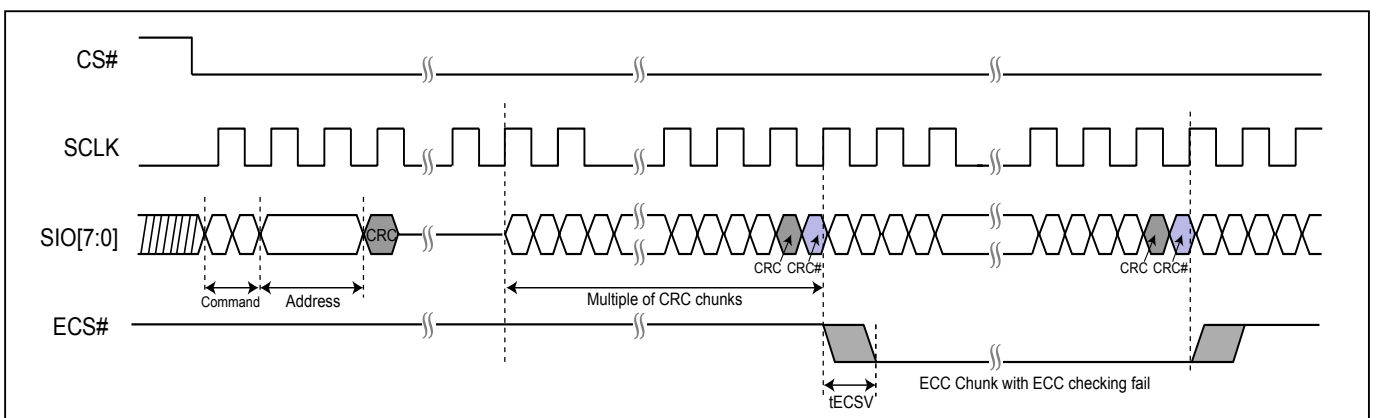 CS#
SCLK
SIO[7:0]
CRC
CRC CRC#
CRC CRC#
Command
Address
Multiple of CRC chunks
ECS#
tECSV
ECC Chunk with ECC checking fail